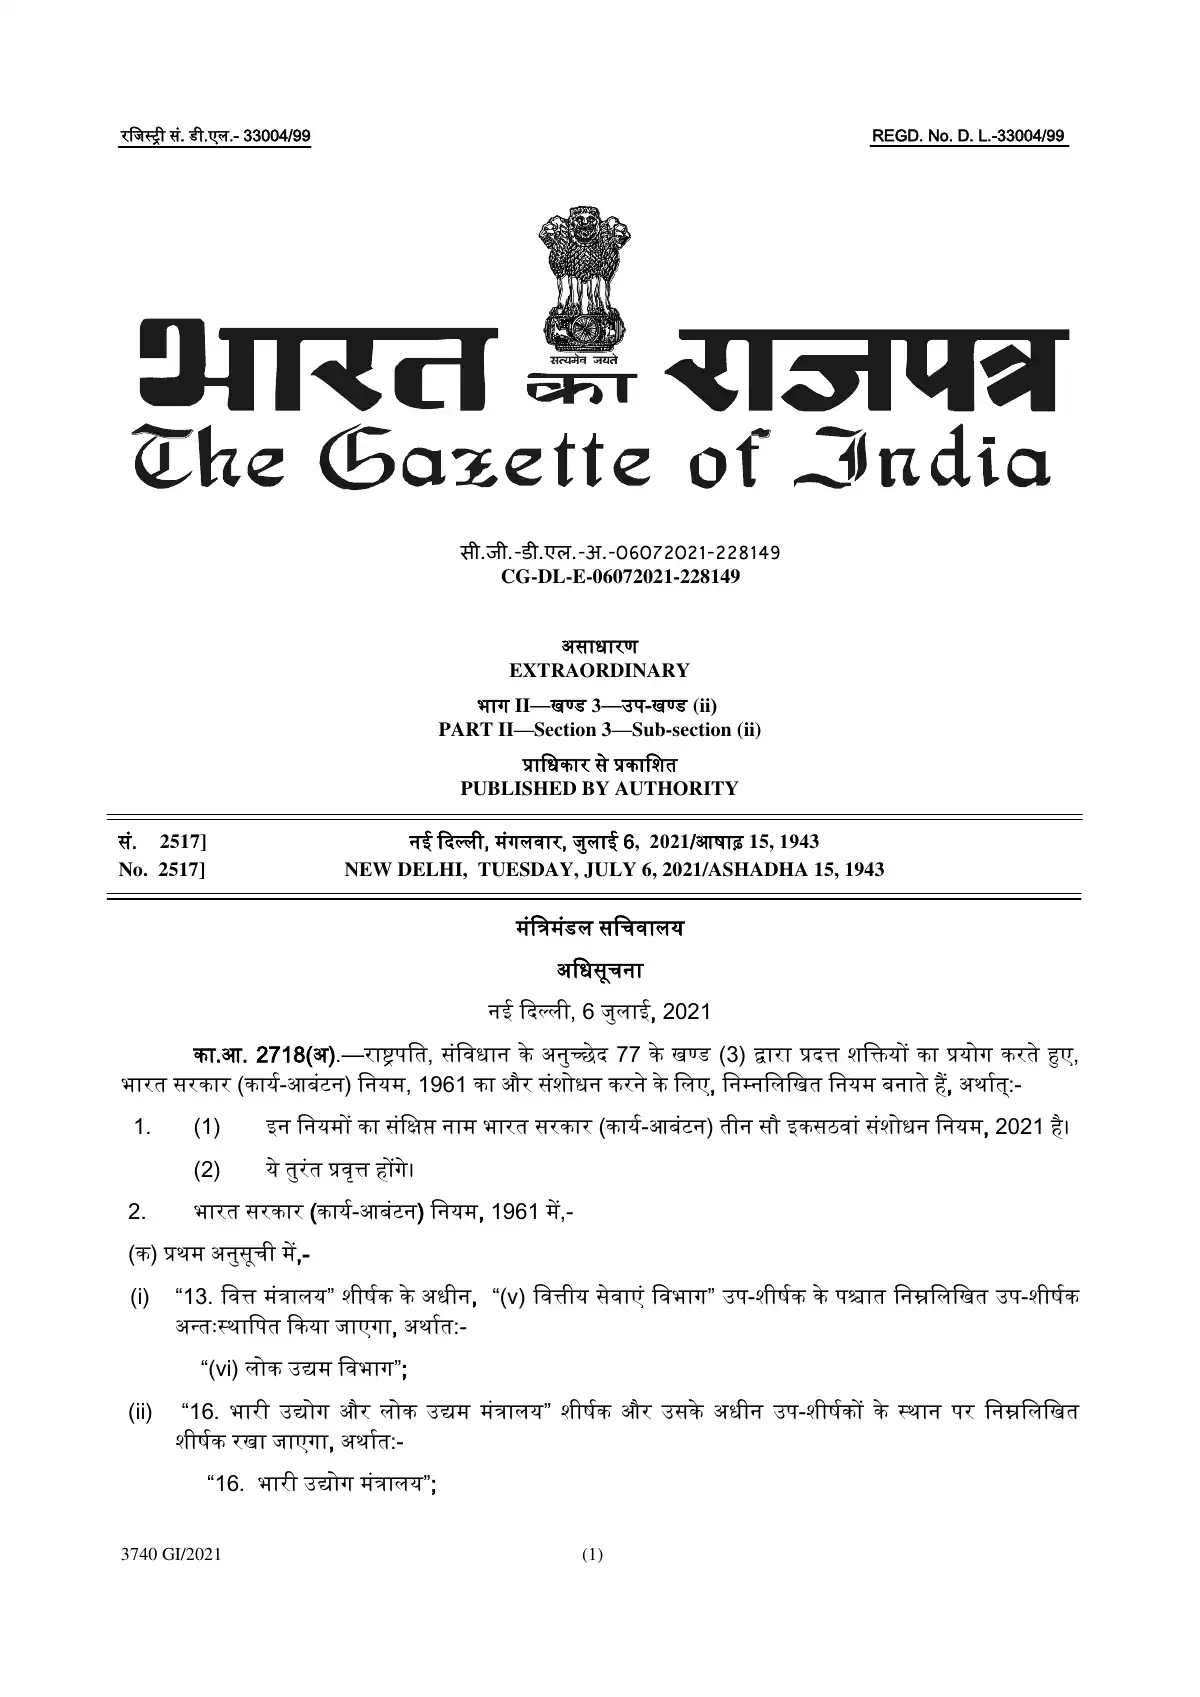 रजिस्ट्री सं. डी.एल.- 33004/99
REGD. No. D. L.-33004/99
सत्यमेव जयते
भारत का राजपत्र
The Gazette of India
सी.जी.-डी.एल.-अ.-06072021-228149
CG-DL-E-06072021-228149
असाधारण
EXTRAORDINARY
भाग II—खण्ड 3—उप-खण्ड (ii)
PART II—Section 3—Sub-section (ii)
प्राधिकार से प्रकाशित
PUBLISHED BY AUTHORITY
सं. 2517] नई दिल्ली, मंगलवार, जुलाई 6, 2021/आषाढ़ 15, 1943
No. 2517] NEW DELHI, TUESDAY, JULY 6, 2021/ASHADHA 15, 1943
मंत्रिमंडल सचिवालय
अधिसूचना
नई दिल्ली, 6 जुलाई, 2021
का.आ. 2718(अ).—राष्ट्रपति, संविधान के अनुच्छेद 77 के खण्ड (3) द्वारा प्रदत्त शक्तियों का प्रयोग करते हुए,
भारत सरकार (कार्य-आबंटन) नियम, 1961 का और संशोधन करने के लिए, निम्नलिखित नियम बनाते हैं, अर्थात्:-
1. (1) इन नियमों का संक्षिप्त नाम भारत सरकार (कार्य-आबंटन) तीन सौ इकसठवां संशोधन नियम, 2021 है।
(2) ये तुरंत प्रवृत्त होंगे।
2. भारत सरकार (कार्य-आबंटन) नियम, 1961 में,-
(क) प्रथम अनुसूची में,-
(i) “13. वित्त मंत्रालय” शीर्षक के अधीन, “(v) वित्तीय सेवाएं विभाग” उप-शीर्षक के पश्चात निम्नलिखित उप-शीर्षक
अन्तःस्थापित किया जाएगा, अर्थात:-
“(vi) लोक उद्यम विभाग”;
(ii) “16. भारी उद्योग और लोक उद्यम मंत्रालय” शीर्षक और उसके अधीन उप-शीर्षकों के स्थान पर निम्नलिखित
शीर्षक रखा जाएगा, अर्थात:-
“16. भारी उद्योग मंत्रालय”;
3740 GI/2021 (1)